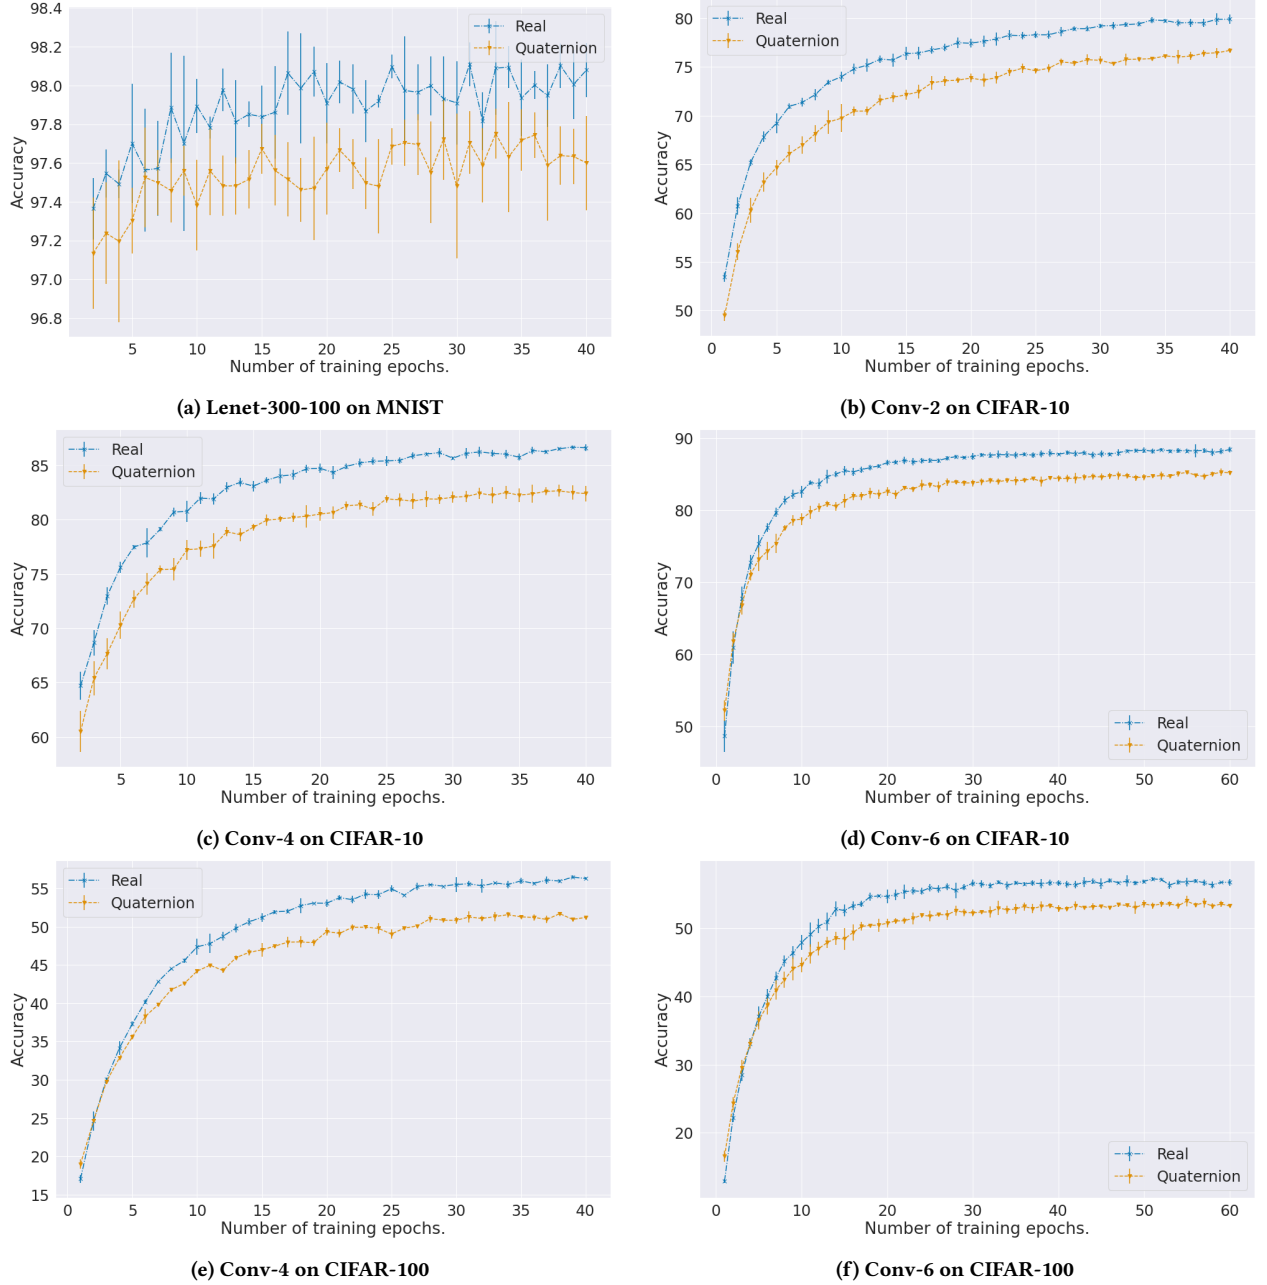 98.4
98.2
98.0
97.8
97.6
97.4
97.2
97.0
96.8
Accuracy
Real
Quaternion
5 10 15 20 25 30 35 40
Number of training epochs.
(a) Lenet-300-100 on MNIST
80
75
70
65
60
55
50
Accuracy
Real
Quaternion
0 5 10 15 20 25 30 35 40
Number of training epochs.
(b) Conv-2 on CIFAR-10
85
80
75
70
65
60
Accuracy
Real
Quaternion
5 10 15 20 25 30 35 40
Number of training epochs.
(c) Conv-4 on CIFAR-10
90
80
70
60
50
Accuracy
Real
Quaternion
0 10 20 30 40 50 60
Number of training epochs.
(d) Conv-6 on CIFAR-10
55
50
45
40
35
30
25
20
15
Accuracy
Real
Quaternion
0 5 10 15 20 25 30 35 40
Number of training epochs.
(e) Conv-4 on CIFAR-100
50
40
30
20
Accuracy
Real
Quaternion
0 10 20 30 40 50 60
Number of training epochs.
(f) Conv-6 on CIFAR-100